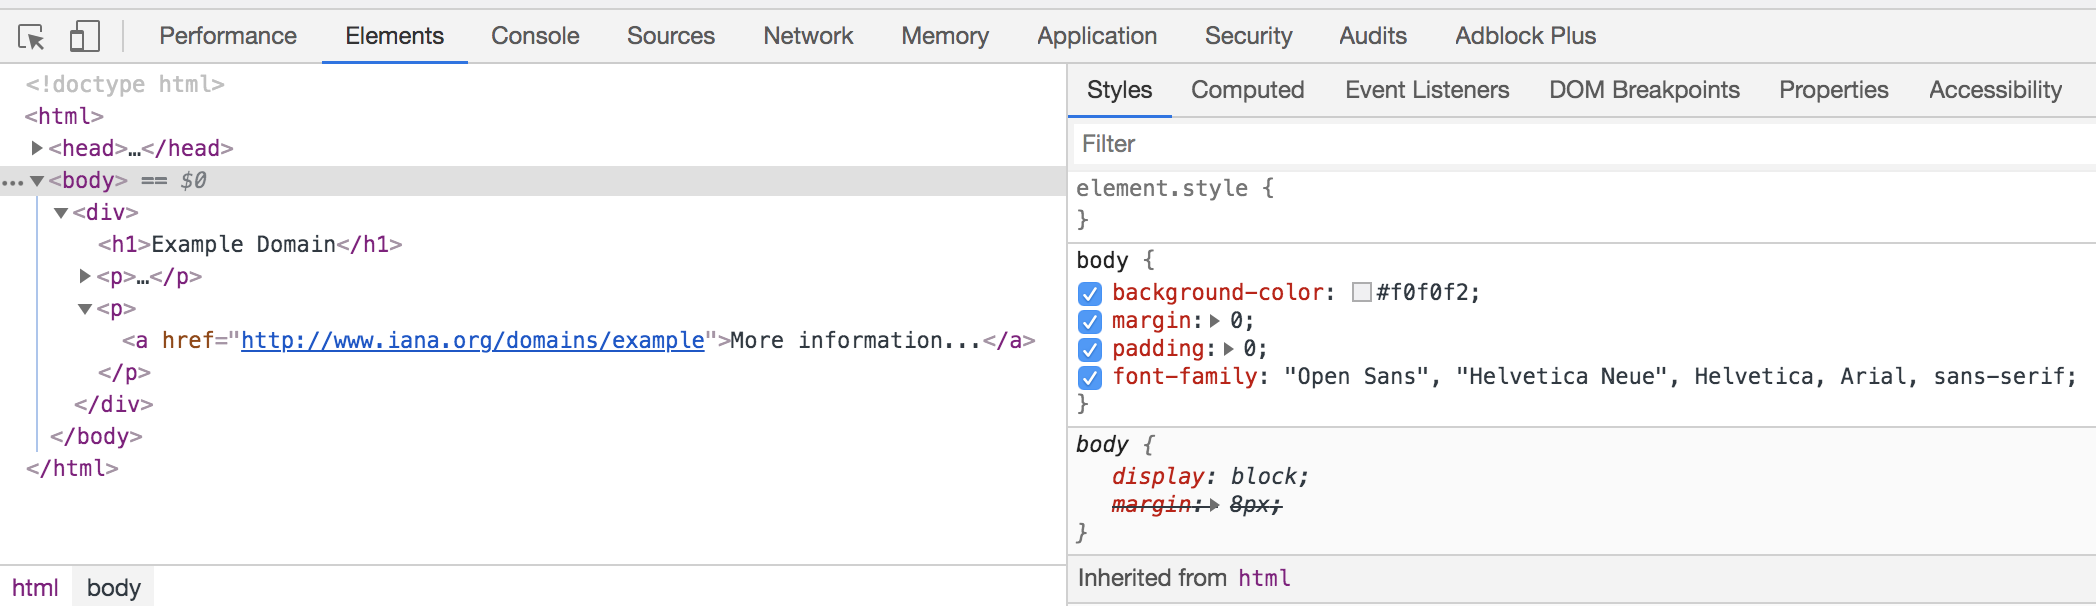 Performance Elements Console Sources Network Memory Application Security Audits Adblock Plus
<!doctype html>
<html>
<head>…</head>
… <body> == $0
<div>
<h1>Example Domain</h1>
<p>…</p>
<p>
<a href="http://www.iana.org/domains/example">More information...</a>
</p>
</div>
</body>
</html>
html body
Styles Computed Event Listeners DOM Breakpoints Properties Accessibility
Filter
element.style {
}
body {
background-color: #f0f0f2;
margin: 0;
padding: 0;
font-family: "Open Sans", "Helvetica Neue", Helvetica, Arial, sans-serif;
}
body {
display: block;
margin: 8px;
}
Inherited from html